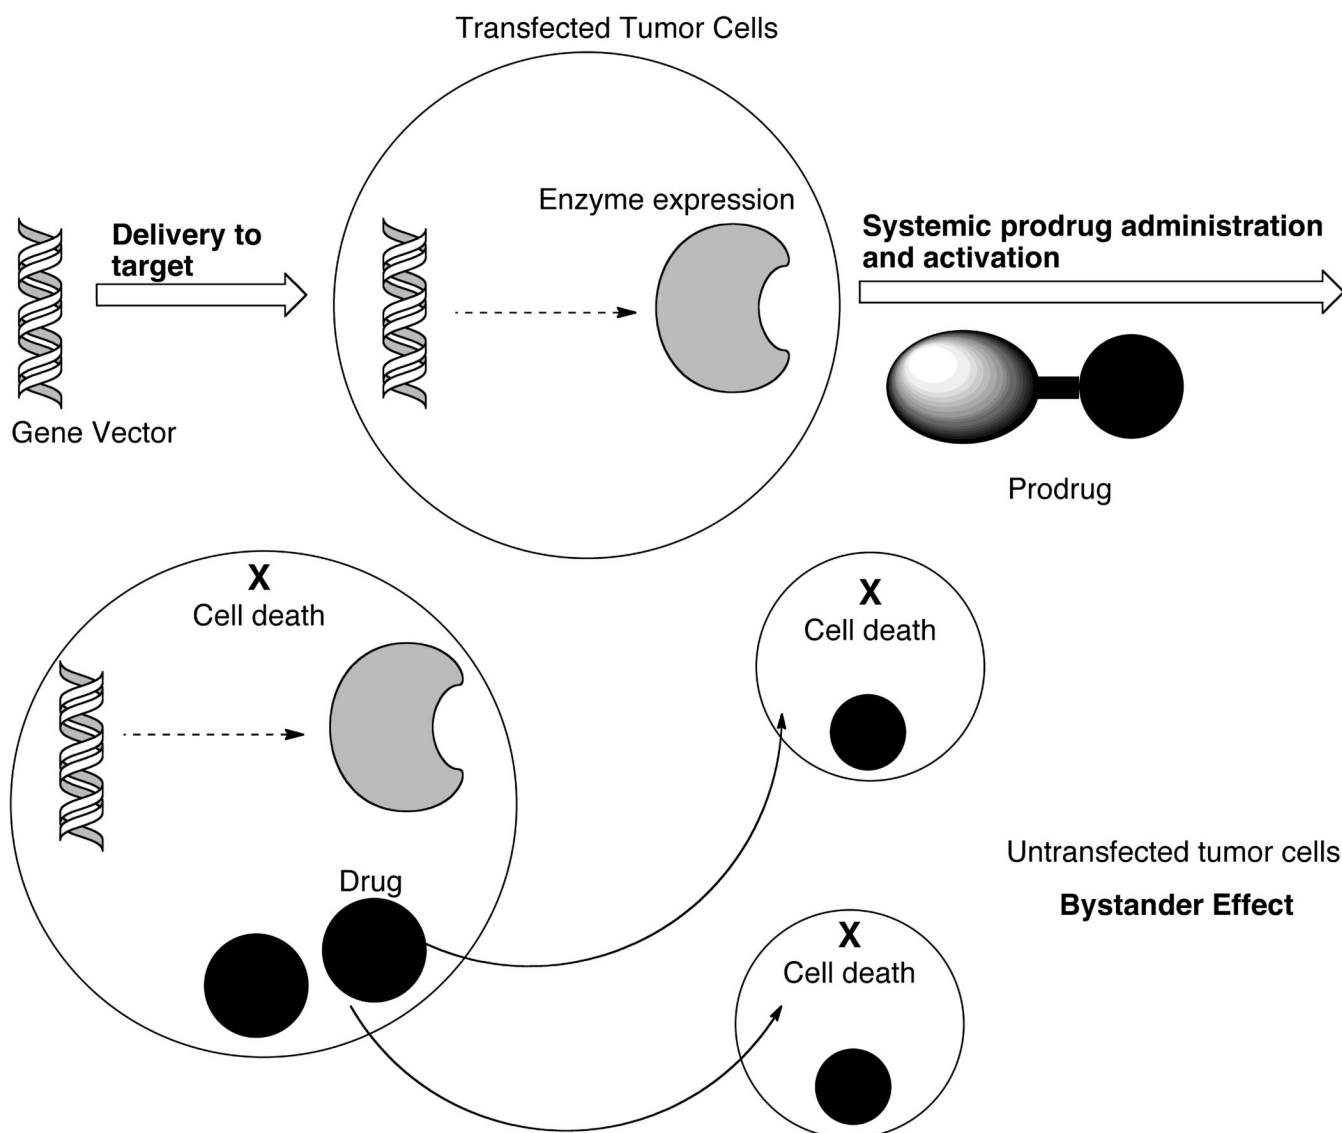 Transfected Tumor Cells
Enzyme expression
Delivery to
target
Systemic prodrug administration
and activation
Gene Vector
Prodrug
X
Cell death
X
Cell death
Drug
Untransfected tumor cells
Bystander Effect
X
Cell death